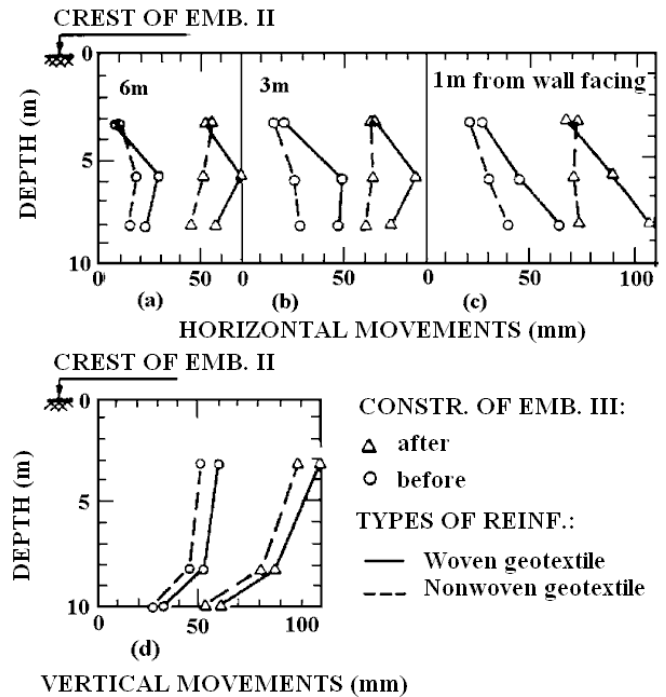 CREST OF EMB. II
0
5
10
DEPTH (m)
6m
3m
1m from wall facing
0 50 0 50 0 50 100
(a) (b) (c)
HORIZONTAL MOVEMENTS (mm)
CREST OF EMB. II
0
5
10
DEPTH (m)
0 50 100
(d)
VERTICAL MOVEMENTS (mm)
CONSTR. OF EMB. III:
after
before
TYPES OF REINF.:
Woven geotextile
Nonwoven geotextile